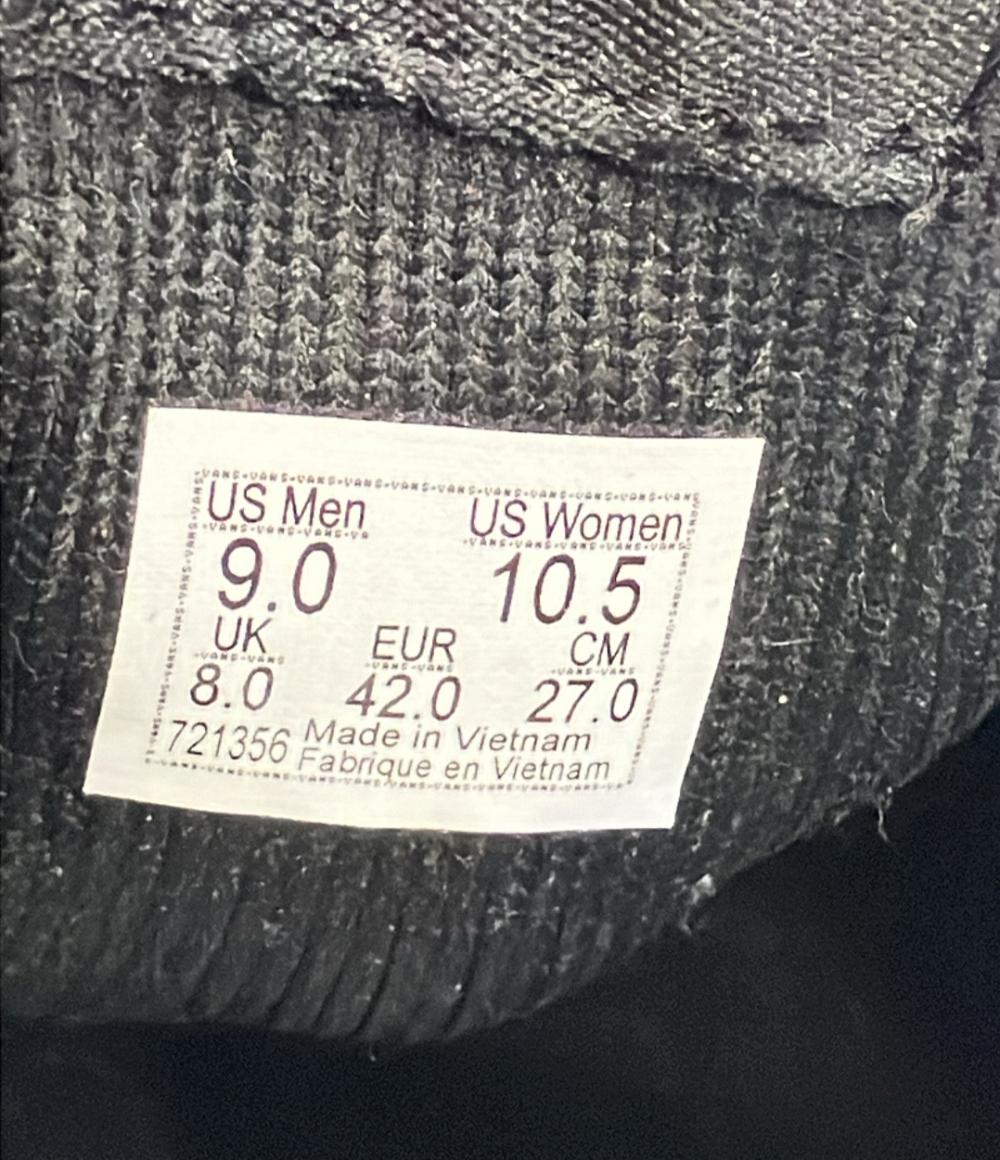 US Men US Women
9.0 10.5
UK EUR CM
8.0 42.0 27.0
721356 Made in Vietnam
Fabrique en Vietnam